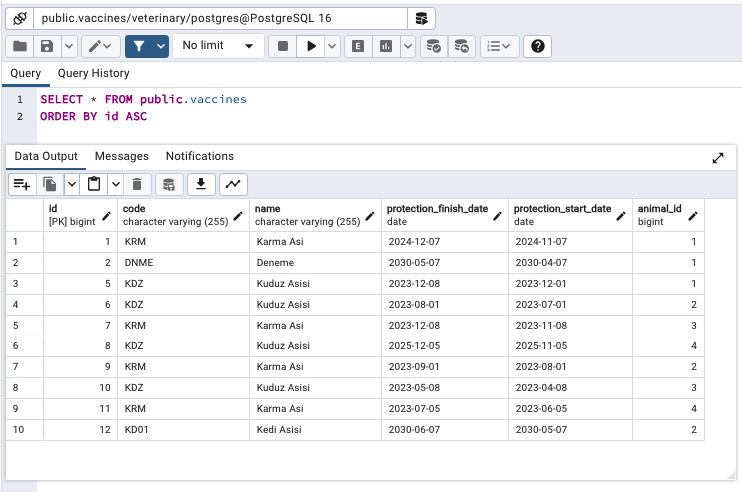 public.vaccines/veterinary/postgres@PostgreSQL 16
No limit
E
Query Query History
1 SELECT * FROM public.vaccines
2 ORDER BY id ASC
Data Output Messages Notifications
id code name protection_finish_date protection_start_date animal_id
[PK] bigint character varying (255) character varying (255) date date bigint
1 1 KRM Karma Asi 2024-12-07 2024-11-07 1
2 2 DNME Deneme 2030-05-07 2030-04-07 1
3 5 KDZ Kuduz Asisi 2023-12-08 2023-12-01 1
4 6 KDZ Kuduz Asisi 2023-08-01 2023-07-01 2
5 7 KRM Karma Asi 2023-12-08 2023-11-08 3
6 8 KDZ Kuduz Asisi 2025-12-05 2025-11-05 4
7 9 KRM Karma Asi 2023-09-01 2023-08-01 2
8 10 KDZ Kuduz Asisi 2023-05-08 2023-04-08 3
9 11 KRM Karma Asi 2023-07-05 2023-06-05 4
10 12 KD01 Kedi Asisi 2030-06-07 2030-05-07 2